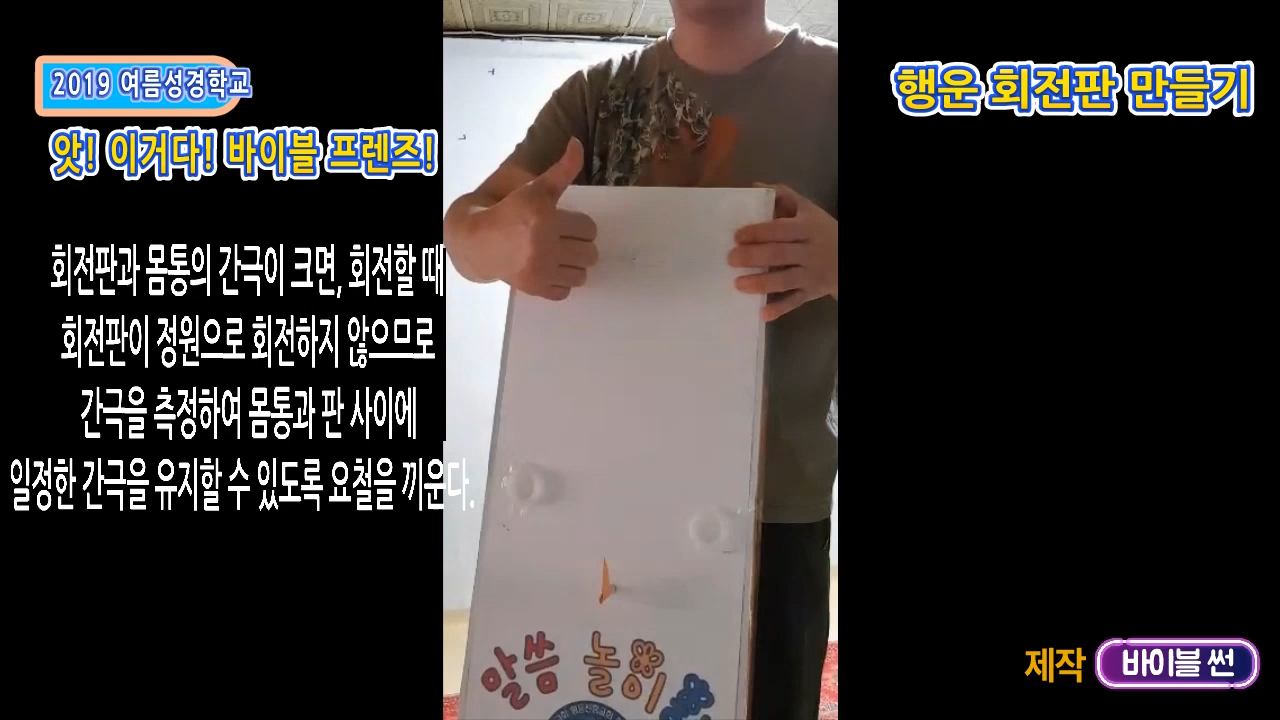 2019 여름성경학교
앗! 이거다! 바이블 프렌즈!
행운 회전판 만들기
회전판과 몸통의 간극이 크면, 회전할 때
회전판이 정원으로 회전하지 않으므로
간극을 측정하여 몸통과 판 사이에
일정한 간극을 유지할 수 있도록 요철을 끼운다.
말씀 놀이
제작 바이블 썬